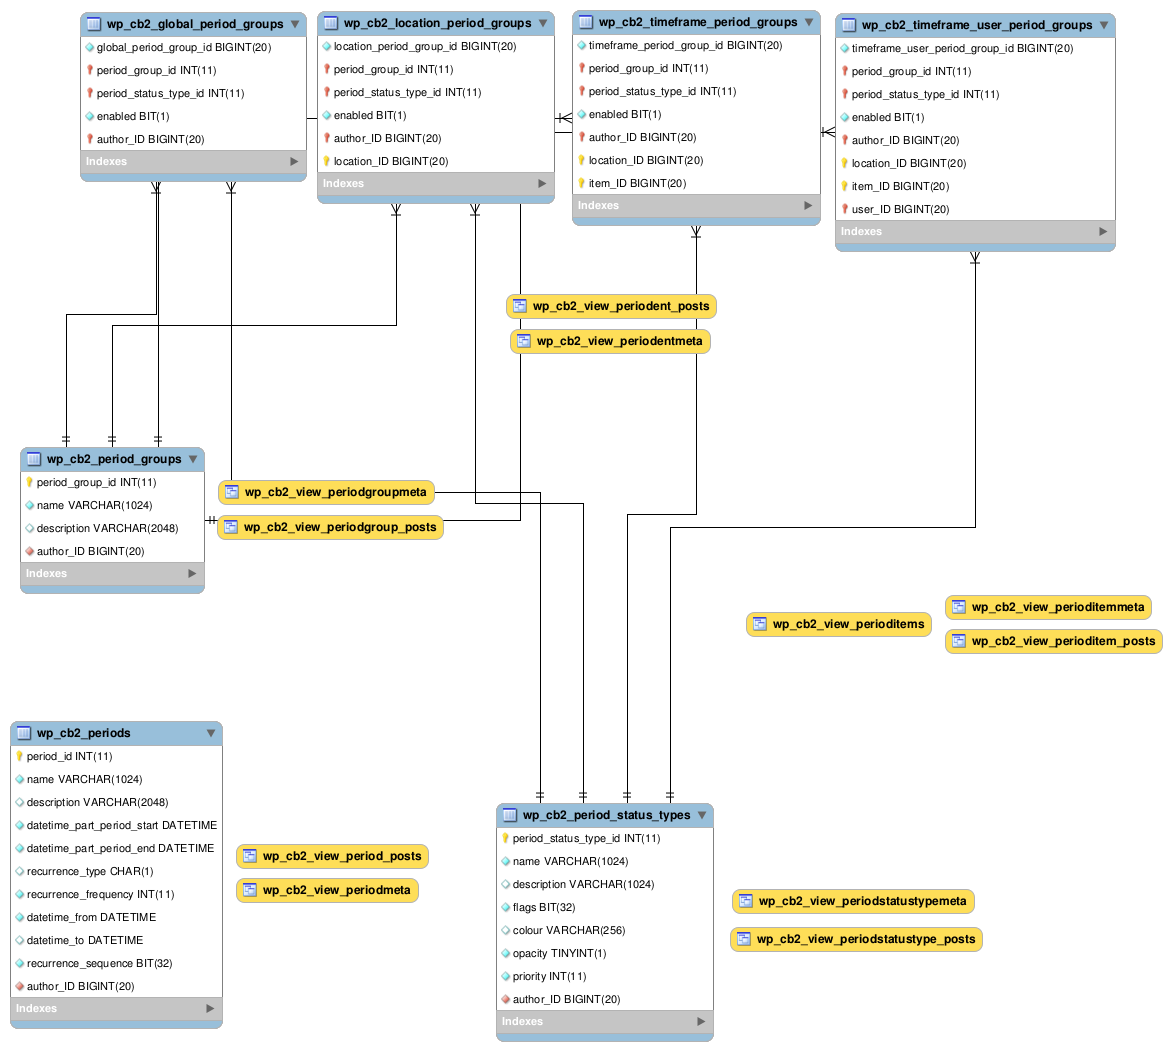 wp_cb2_global_period_groups
global_period_group_id BIGINT(20)
period_group_id INT(11)
period_status_type_id INT(11)
enabled BIT(1)
author_ID BIGINT(20)
Indexes
wp_cb2_location_period_groups
location_period_group_id BIGINT(20)
period_group_id INT(11)
period_status_type_id INT(11)
enabled BIT(1)
author_ID BIGINT(20)
location_ID BIGINT(20)
Indexes
wp_cb2_timeframe_period_groups
timeframe_period_group_id BIGINT(20)
period_group_id INT(11)
period_status_type_id INT(11)
enabled BIT(1)
author_ID BIGINT(20)
location_ID BIGINT(20)
item_ID BIGINT(20)
Indexes
wp_cb2_timeframe_user_period_groups
timeframe_user_period_group_id BIGINT(20)
period_group_id INT(11)
period_status_type_id INT(11)
enabled BIT(1)
author_ID BIGINT(20)
location_ID BIGINT(20)
item_ID BIGINT(20)
user_ID BIGINT(20)
Indexes
wp_cb2_view_periodent_posts
wp_cb2_view_periodentmeta
wp_cb2_period_groups
period_group_id INT(11)
name VARCHAR(1024)
description VARCHAR(2048)
author_ID BIGINT(20)
Indexes
wp_cb2_view_periodgroupmeta
wp_cb2_view_periodgroup_posts
wp_cb2_view_perioditems
wp_cb2_view_perioditemmeta
wp_cb2_view_perioditem_posts
wp_cb2_periods
period_id INT(11)
name VARCHAR(1024)
description VARCHAR(2048)
datetime_part_period_start DATETIME
datetime_part_period_end DATETIME
recurrence_type CHAR(1)
recurrence_frequency INT(11)
datetime_from DATETIME
datetime_to DATETIME
recurrence_sequence BIT(32)
author_ID BIGINT(20)
Indexes
wp_cb2_view_period_posts
wp_cb2_view_periodmeta
wp_cb2_period_status_types
period_status_type_id INT(11)
name VARCHAR(1024)
description VARCHAR(1024)
flags BIT(32)
colour VARCHAR(256)
opacity TINYINT(1)
priority INT(11)
author_ID BIGINT(20)
Indexes
wp_cb2_view_periodstatustypemeta
wp_cb2_view_periodstatustype_posts